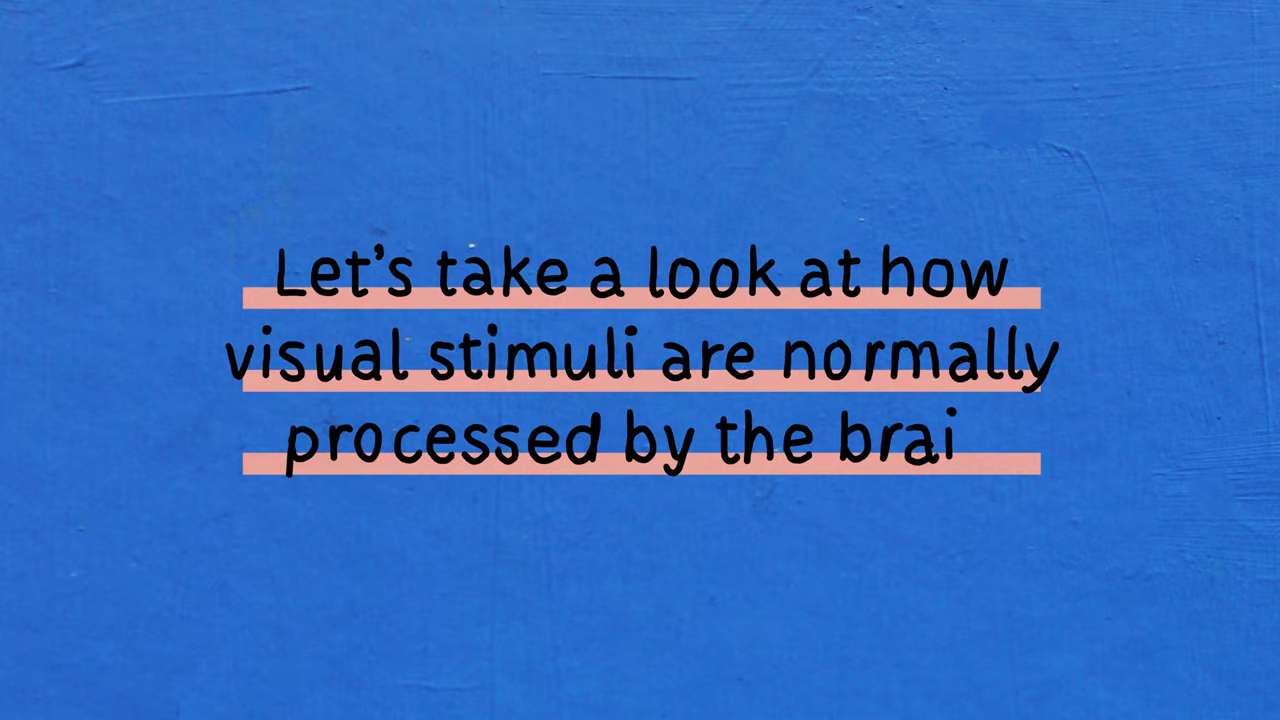 Let's take a look at how
visual stimuli are normally
processed by the brai